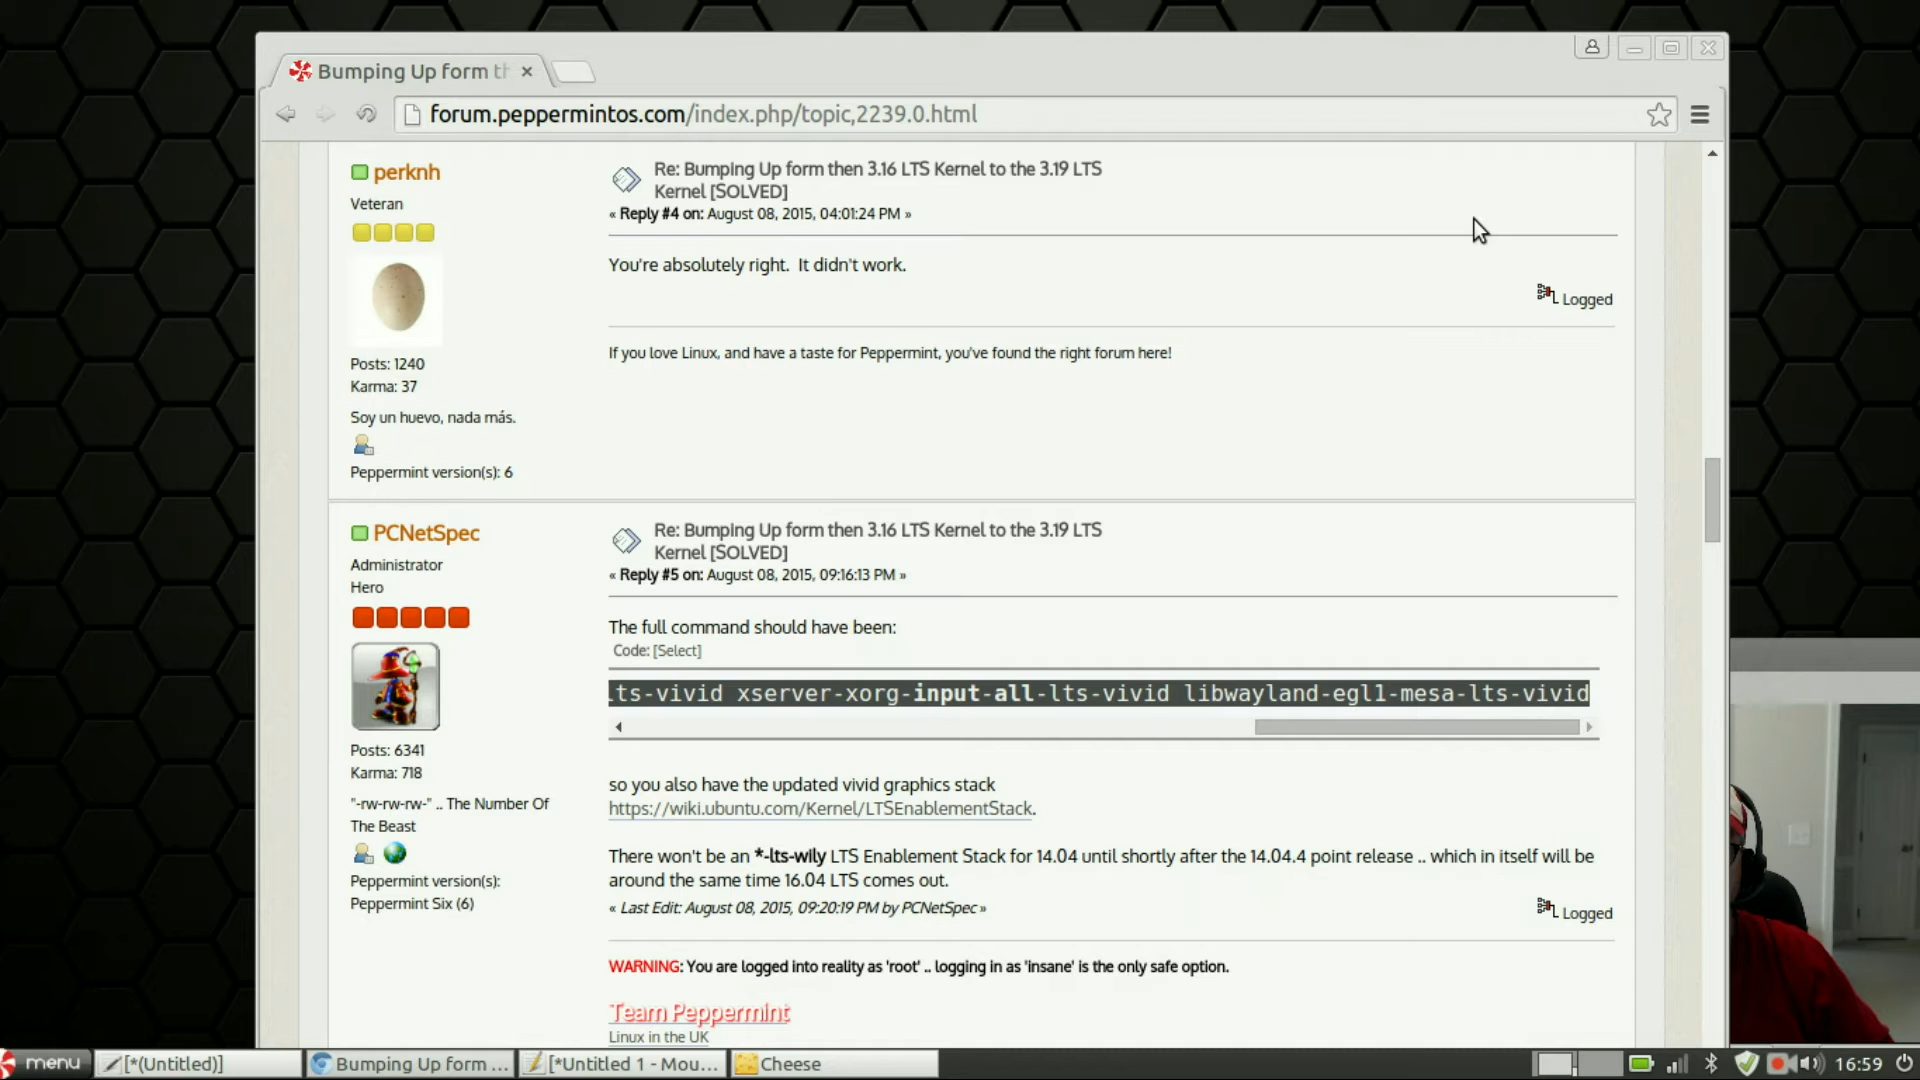 Bumping Up form th
forum.peppermintos.com/index.php/topic,2239.0.html
perknh
Veteran
Posts: 1240
Karma: 37
Soy un huevo, nada más.
Peppermint version(s): 6
Re: Bumping Up form then 3.16 LTS Kernel to the 3.19 LTS
Kernel [SOLVED]
« Reply #4 on: August 08, 2015, 04:01:24 PM »
You're absolutely right. It didn't work.
Logged
If you love Linux, and have a taste for Peppermint, you've found the right forum here!
PCNetSpec
Administrator
Hero
Posts: 6341
Karma: 718
"-rw-rw-rw-" .. The Number Of
The Beast
Peppermint version(s):
Peppermint Six (6)
Re: Bumping Up form then 3.16 LTS Kernel to the 3.19 LTS
Kernel [SOLVED]
« Reply #5 on: August 08, 2015, 09:16:13 PM »
The full command should have been:
Code: [Select]
lts-vivid xserver-xorg-input-all-lts-vivid libwayland-egl1-mesa-lts-vivid
so you also have the updated vivid graphics stack
https://wiki.ubuntu.com/Kernel/LTSEnablementStack.
There won't be an *-lts-wily LTS Enablement Stack for 14.04 until shortly after the 14.04.4 point release .. which in itself will be
around the same time 16.04 LTS comes out.
« Last Edit: August 08, 2015, 09:20:19 PM by PCNetSpec »
Logged
WARNING: You are logged into reality as 'root' .. logging in as 'insane' is the only safe option.
Team Peppermint
Linux in the UK
menu
[*(Untitled)]
Bumping Up form ...
[*Untitled 1 - Mou...
Cheese
16:59